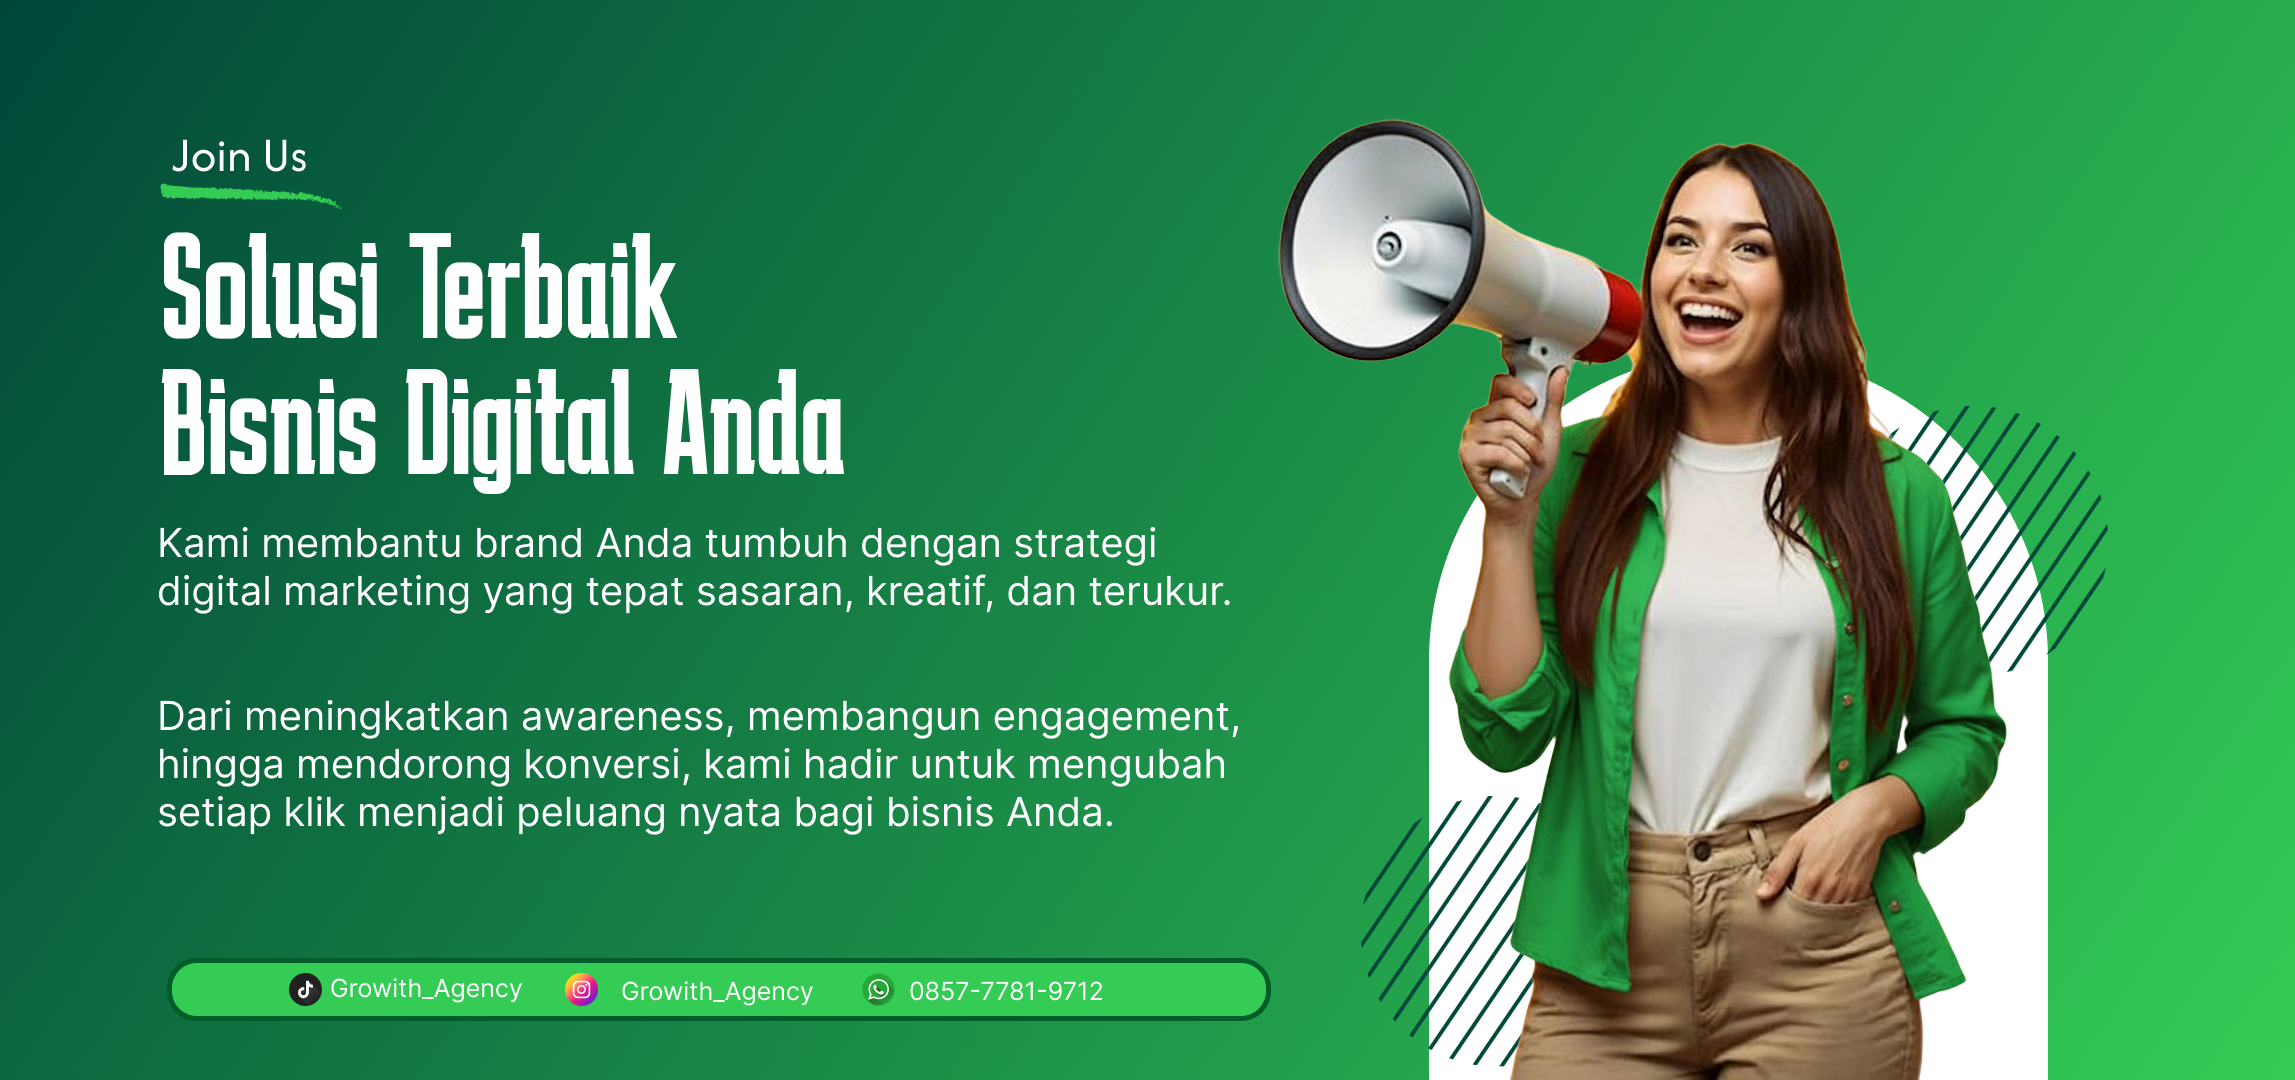 Join Us
Solusi Terbaik
Bisnis Digital Anda
Kami membantu brand Anda tumbuh dengan strategi
digital marketing yang tepat sasaran, kreatif, dan terukur.
Dari meningkatkan awareness, membangun engagement,
hingga mendorong konversi, kami hadir untuk mengubah
setiap klik menjadi peluang nyata bagi bisnis Anda.
Growith_Agency Growith_Agency 0857-7781-9712